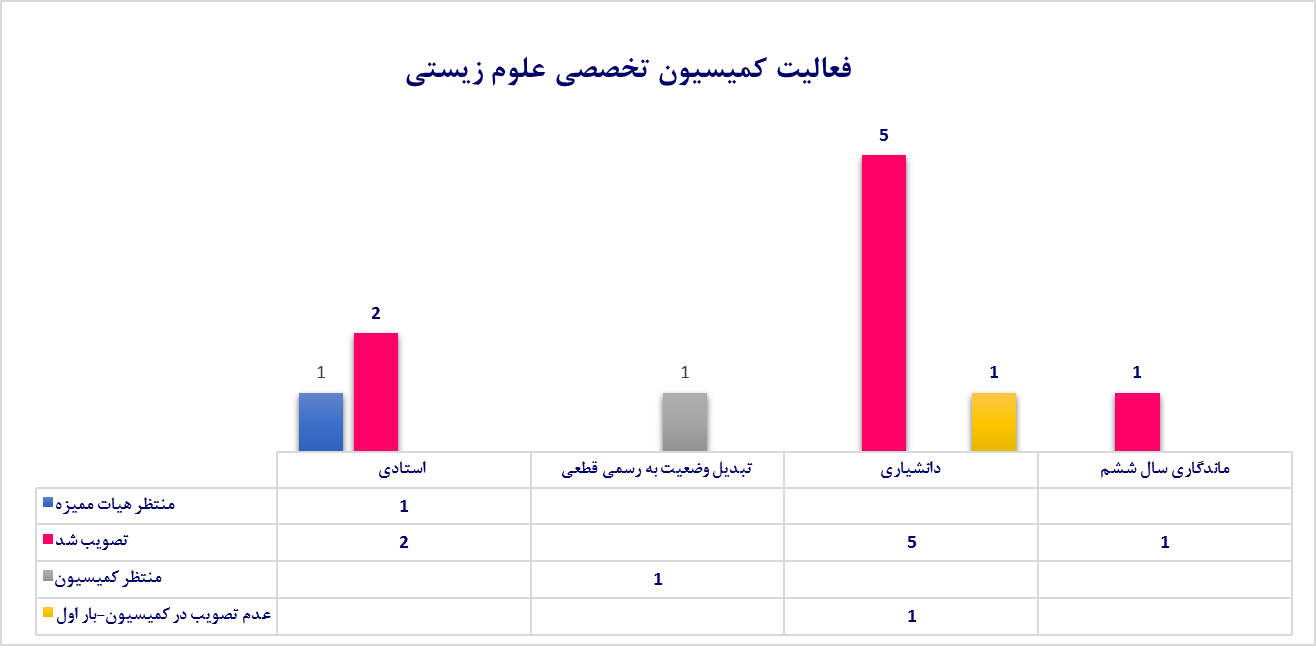 فعالیت کمیسیون تخصصی علوم زیستی
5
2
1 1 1 1
استادی تبدیل وضعیت به رسمی قطعی دانشیاری ماندگاری سال ششم
منتظر هیات ممیزه 1
تصویب شد 2 5 1
منتظر کمیسیون 1
عدم تصویب در کمیسیون-بار اول 1